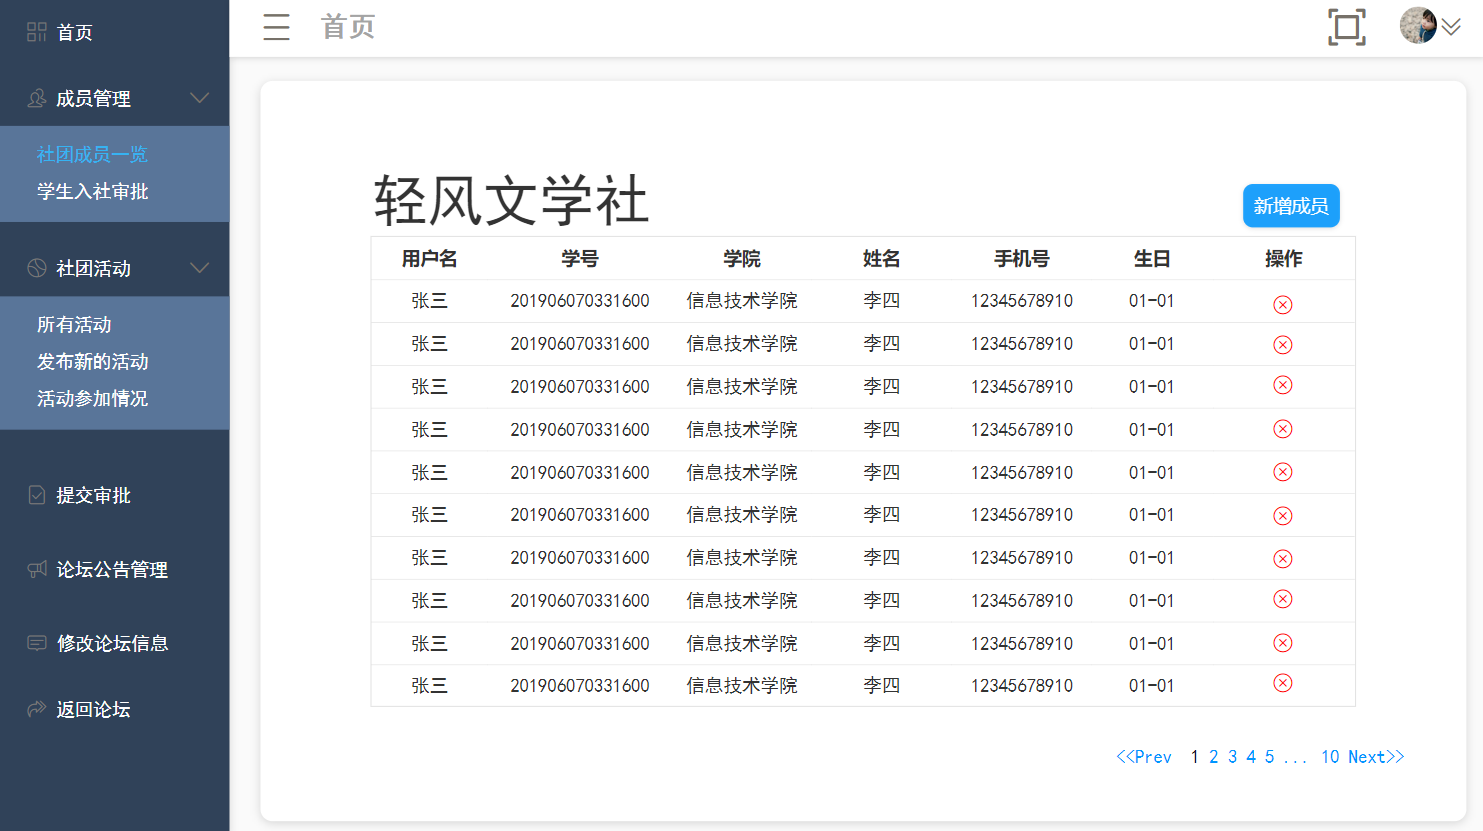 首页
成员管理
社团成员一览
学生入社审批
社团活动
所有活动
发布新的活动
活动参加情况
提交审批
论坛公告管理
修改论坛信息
返回论坛
首页
轻风文学社
新增成员
用户名 学号 学院 姓名 手机号 生日 操作
张三 201906070331600 信息技术学院 李四 12345678910 01-01
张三 201906070331600 信息技术学院 李四 12345678910 01-01
张三 201906070331600 信息技术学院 李四 12345678910 01-01
张三 201906070331600 信息技术学院 李四 12345678910 01-01
张三 201906070331600 信息技术学院 李四 12345678910 01-01
张三 201906070331600 信息技术学院 李四 12345678910 01-01
张三 201906070331600 信息技术学院 李四 12345678910 01-01
张三 201906070331600 信息技术学院 李四 12345678910 01-01
张三 201906070331600 信息技术学院 李四 12345678910 01-01
张三 201906070331600 信息技术学院 李四 12345678910 01-01
<<Prev 1 2 3 4 5 ... 10 Next>>